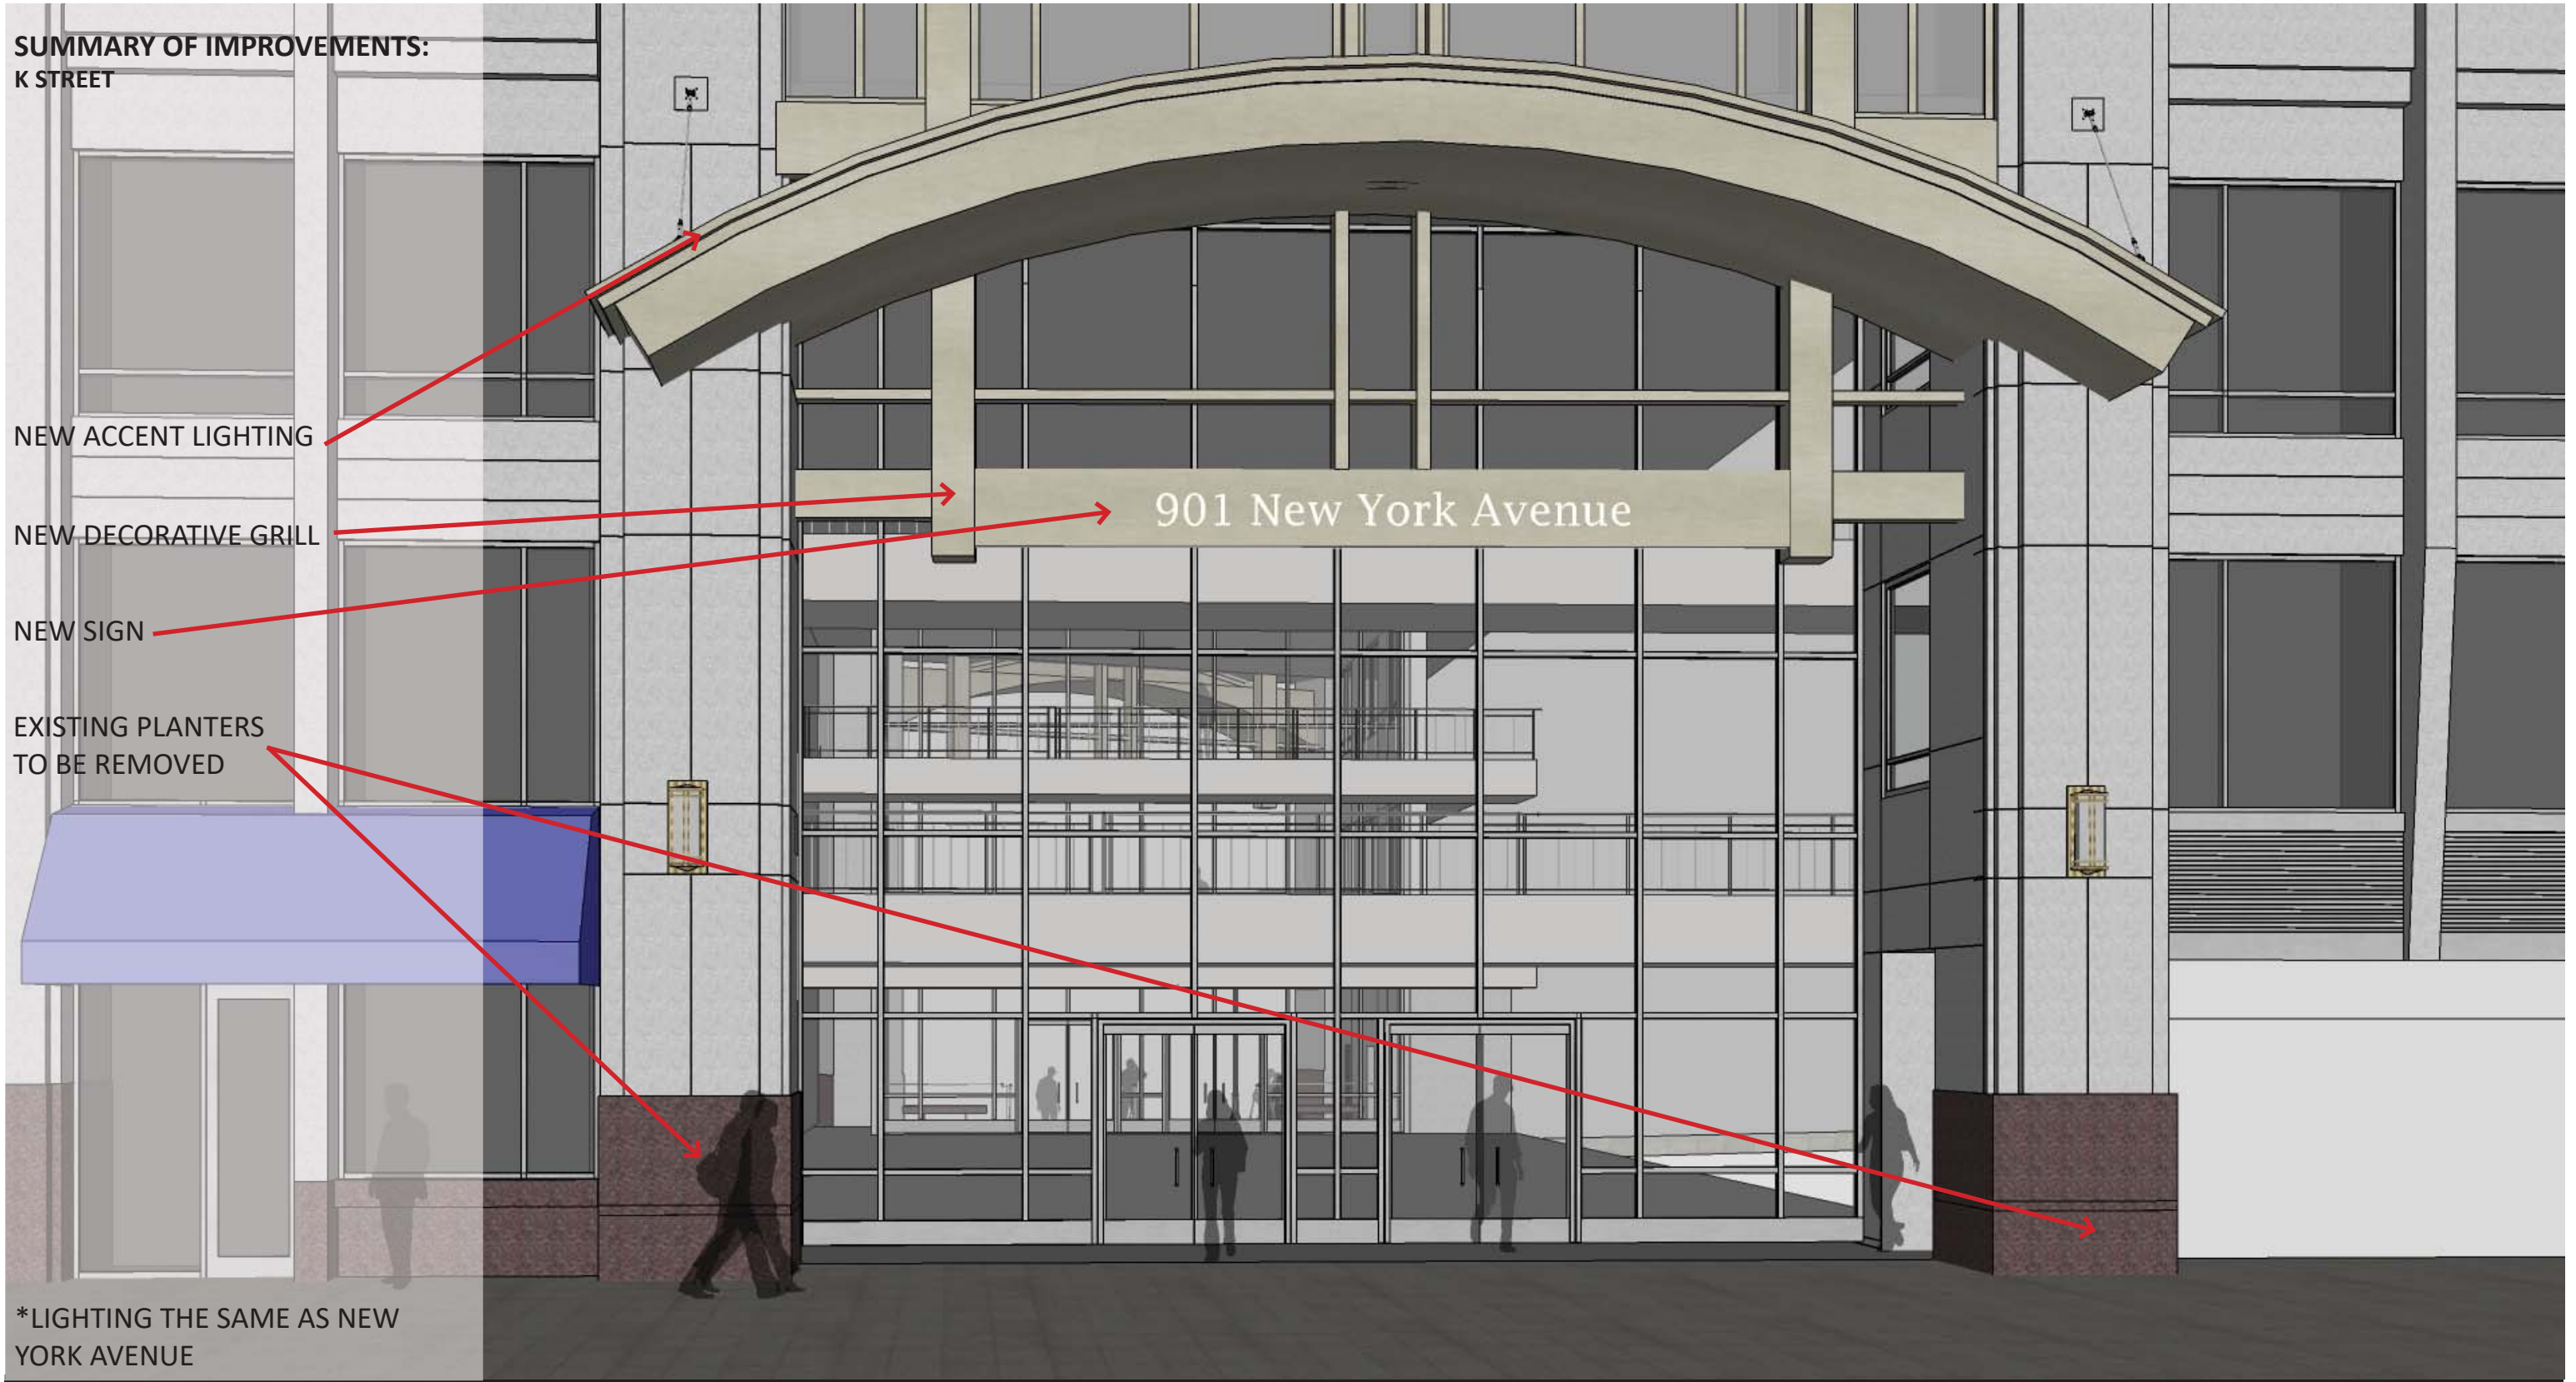 SUMMARY OF IMPROVEMENTS:
K STREET
NEW ACCENT LIGHTING
NEW DECORATIVE GRILL
NEW SIGN
EXISTING PLANTERS
TO BE REMOVED
*LIGHTING THE SAME AS NEW
YORK AVENUE
901 New York Avenue